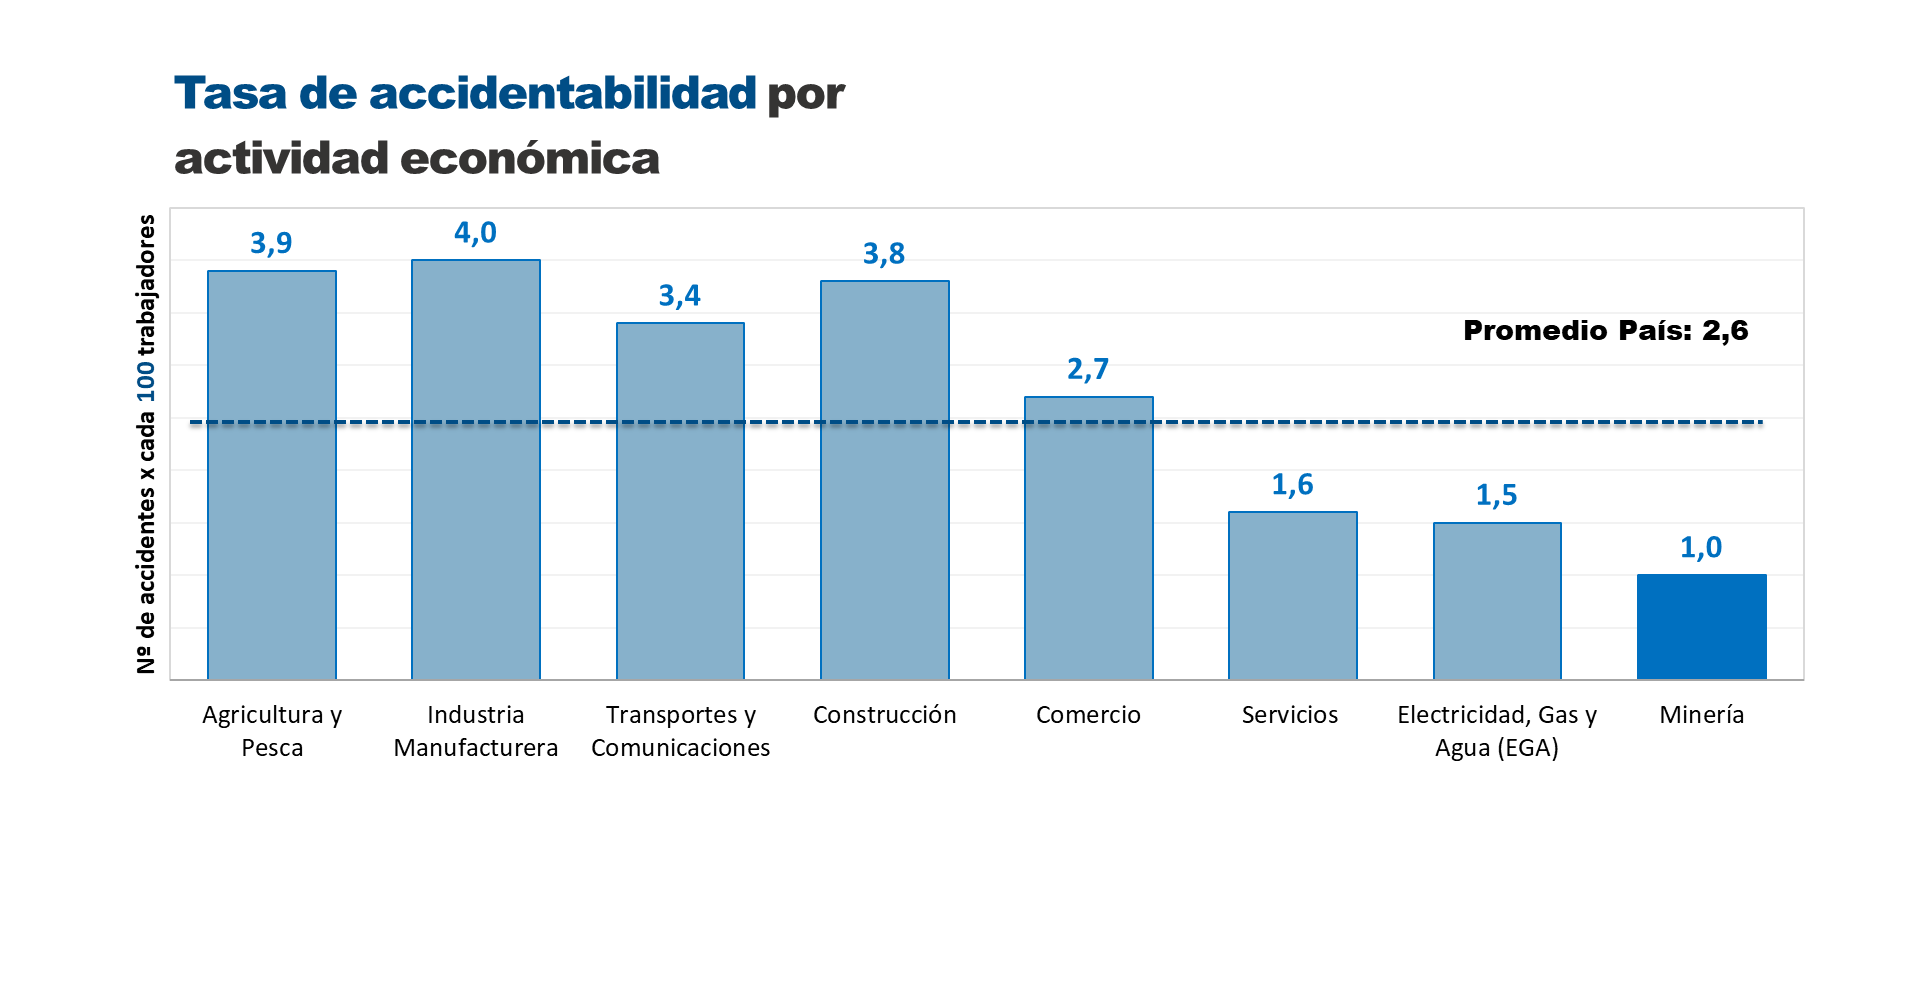 Tasa de accidentabilidad por
actividad económica
Nº de accidentes x cada 100 trabajadores
3,9
4,0
3,4
3,8
2,7
1,6
1,5
1,0
Promedio País: 2,6
Agricultura y
Pesca
Industria
Manufacturera
Transportes y
Comunicaciones
Construcción
Comercio
Servicios
Electricidad, Gas y
Agua (EGA)
Minería